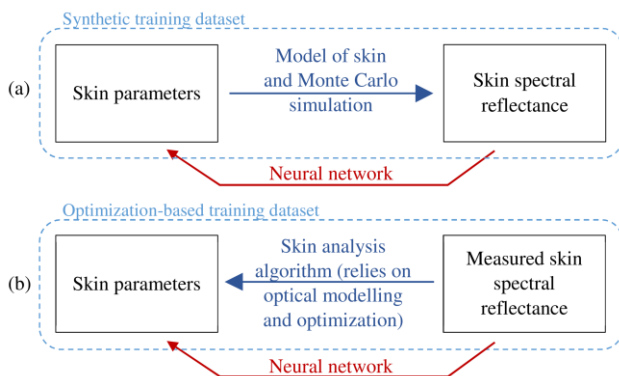 Synthetic training dataset
(a)
Skin parameters
Model of skin
and Monte Carlo
simulation
Skin spectral
reflectance
Neural network
Optimization-based training dataset
(b)
Skin parameters
Skin analysis
algorithm (relies on
optical modelling
and optimization)
Measured skin
spectral
reflectance
Neural network